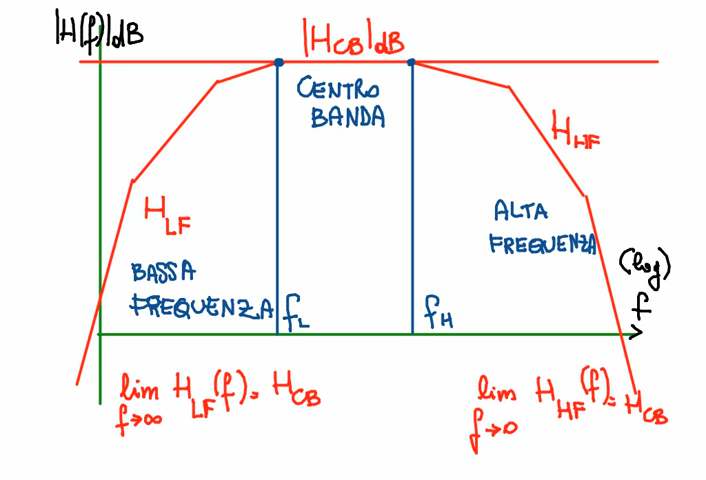 |H(f)|dB
|HCB|dB
CENTRO
BANDA
HHF
HLF
ALTA
FREQUENZA
BASSA
FREQUENZA
fL
fH
(log)
f
lim HLF(f) = HCB
f→∞
lim HHF(f) = HCB
f→0